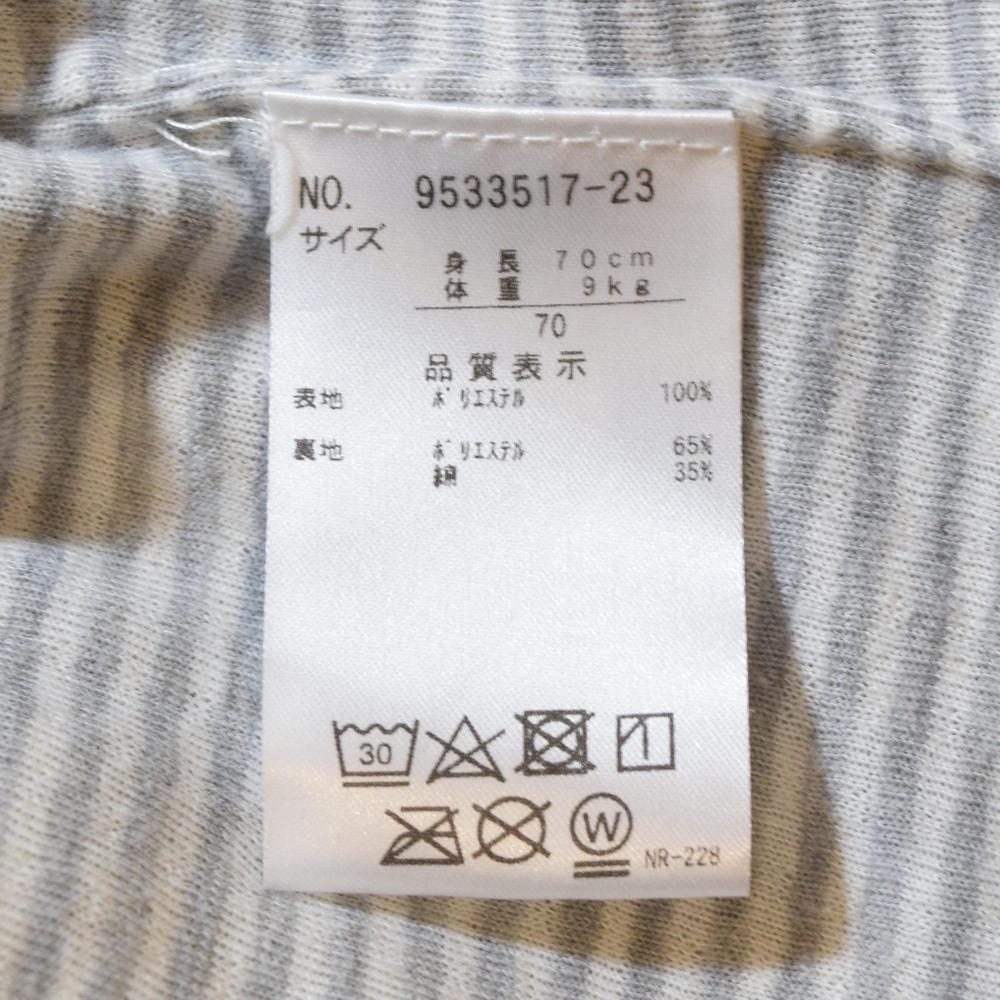 NO. 9533517-23
サイズ
身長 70cm
体重 9kg
70
品質表示
表地 ポリエステル 100%
裏地 ポリエステル 65%
綿 35%
30
W
NR-228